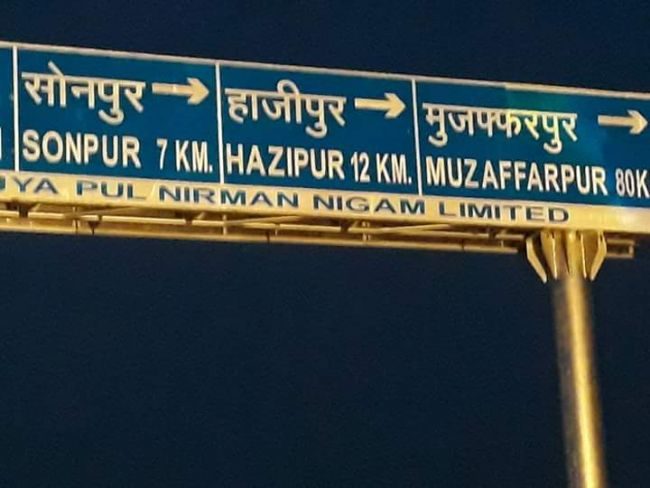 सोनपुर → हाजीपुर → मुजफ्फरपुर →
SONPUR 7 KM. HAZIPUR 12 KM. MUZAFFARPUR 80K
YA PUL NIRMAN NIGAM LIMITED